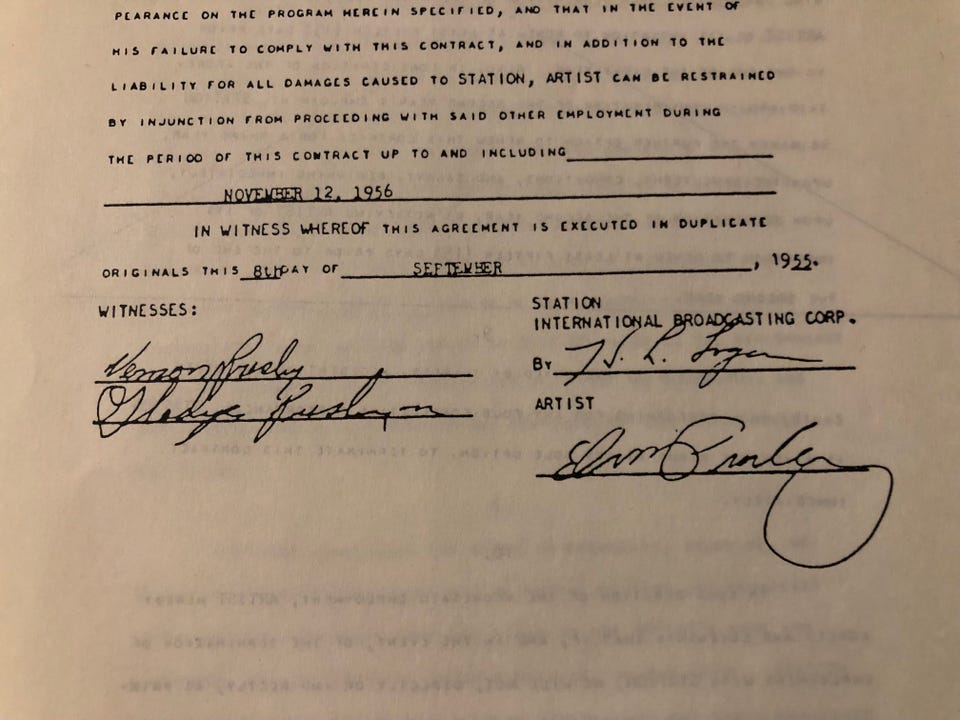 PEARANCE ON THE PROGRAM HEREIN SPECIFIED, AND THAT IN THE EVENT OF
HIS FAILURE TO COMPLY WITH THIS CONTRACT, AND IN ADDITION TO THE
LIABILITY FOR ALL DAMAGES CAUSED TO STATION, ARTIST CAN BE RESTRAINED
BY INJUNCTION FROM PROCEEDING WITH SAID OTHER EMPLOYMENT DURING
THE PERIOD OF THIS CONTRACT UP TO AND INCLUDING
NOVEMBER 12, 1956
IN WITNESS WHEREOF THIS AGREEMENT IS EXECUTED IN DUPLICATE
ORIGINALS THIS 8th DAY OF SEPTEMBER, 1955.
WITNESSES:
Vernon Presley
Gladys Presley
STATION
INTERNATIONAL BROADCASTING CORP.
BY
ARTIST